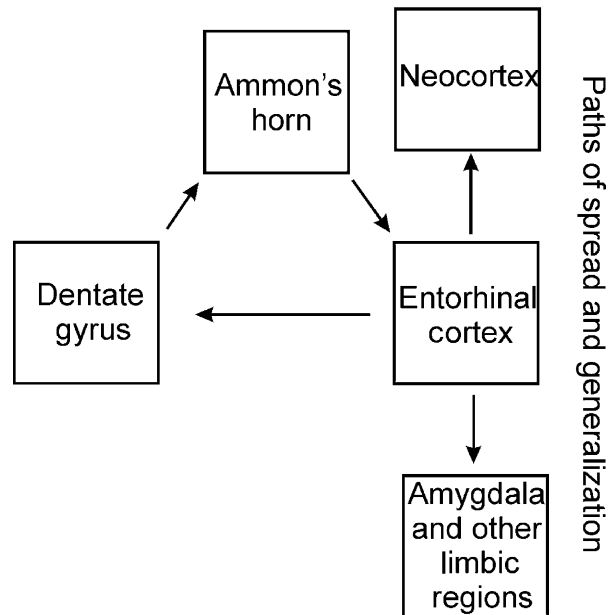 Ammon's
horn
Neocortex
Dentate
gyrus
Entorhinal
cortex
Amygdala
and other
limbic
regions
Paths of spread and generalization